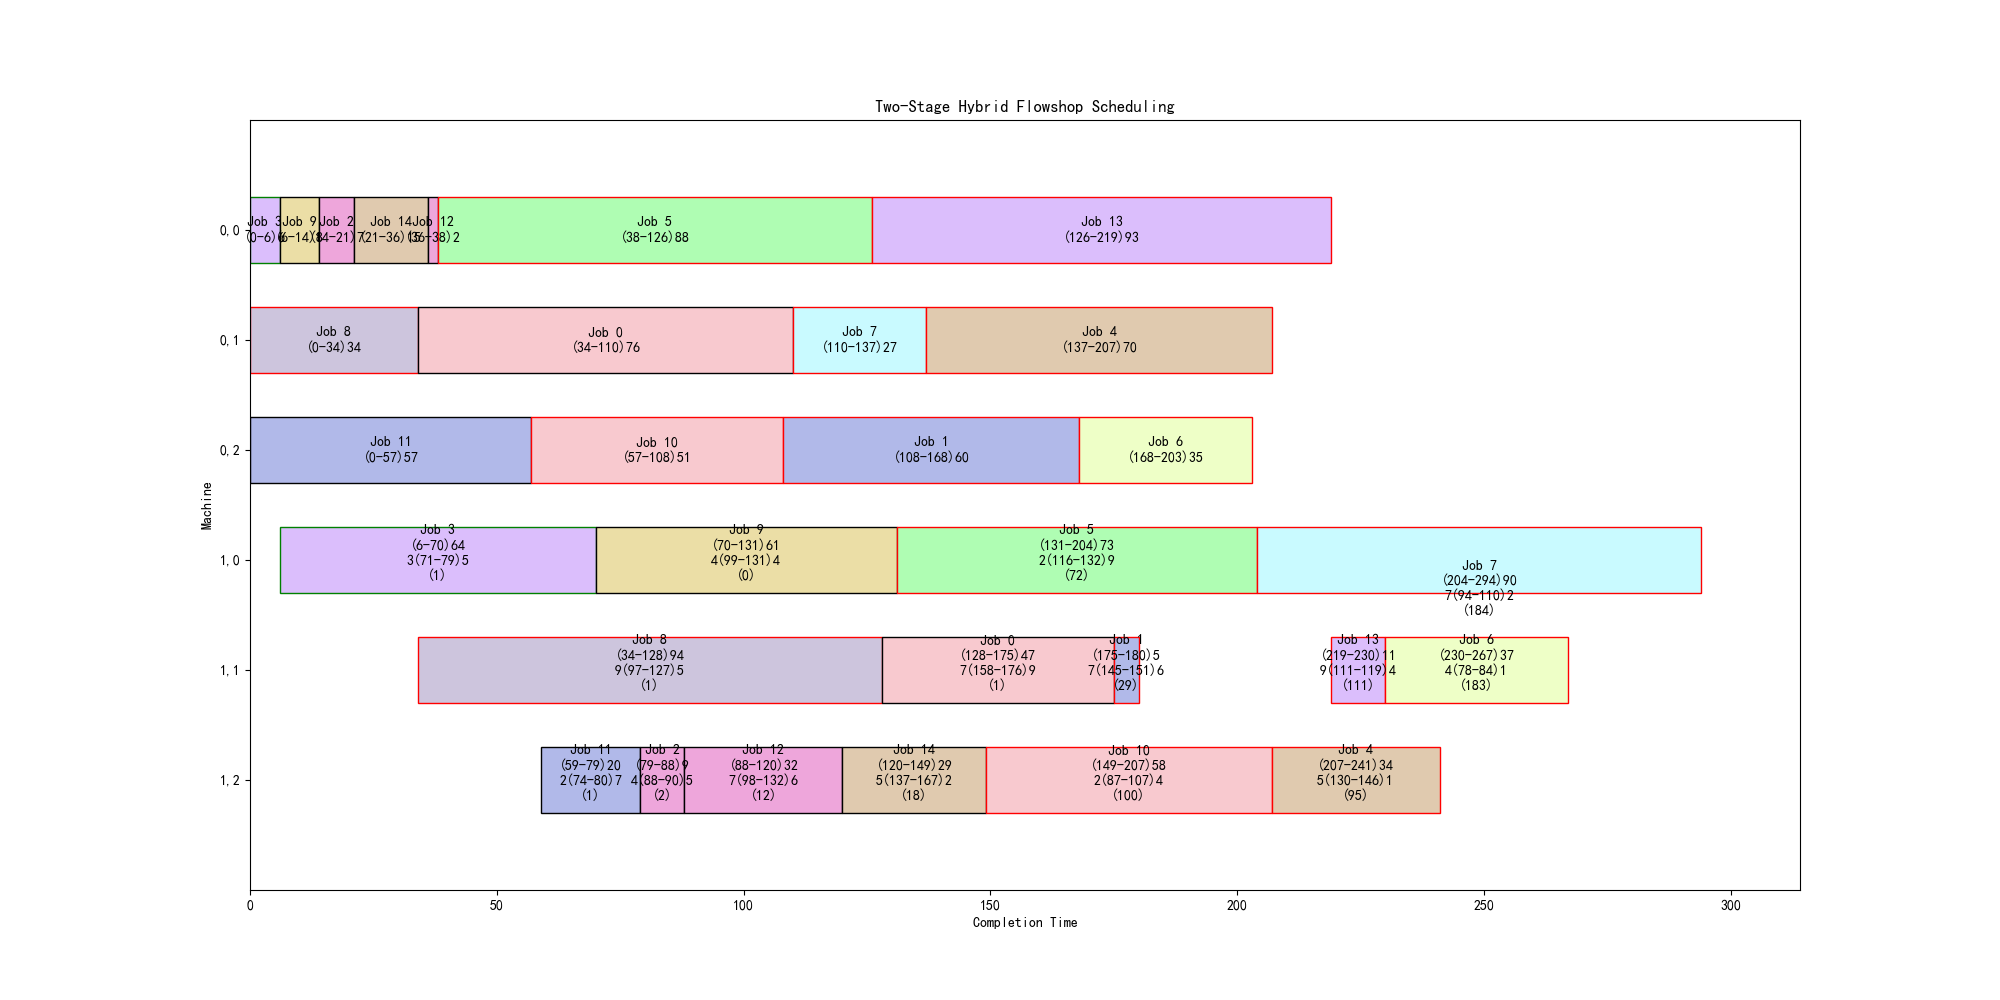 Two-Stage Hybrid Flowshop Scheduling
0,0
Job 3
(0-6)6
Job 9
(6-14)8
Job 2
(14-21)7
Job 14
(21-36)15
Job 12
(36-38)2
Job 5
(38-126)88
Job 13
(126-219)93
0,1
Job 8
(0-34)34
Job 0
(34-110)76
Job 7
(110-137)27
Job 4
(137-207)70
0,2
Job 11
(0-57)57
Job 10
(57-108)51
Job 1
(108-168)60
Job 6
(168-203)35
Machine
1,0
Job 3
(6-70)64
3(71-79)5
(1)
Job 9
(70-131)61
4(99-131)4
(0)
Job 5
(131-204)73
2(116-132)9
(72)
Job 7
(204-294)90
7(94-110)2
(184)
1,1
Job 8
(34-128)94
9(97-127)5
(1)
Job 0
(128-175)47
7(158-176)9
(1)
Job 1
(175-180)5
7(145-151)6
(29)
Job 13
(219-230)11
9(111-119)4
(111)
Job 6
(230-267)37
4(78-84)1
(183)
1,2
Job 11
(59-79)20
2(74-80)7
(1)
Job 2
(79-88)9
4(88-90)5
(2)
Job 12
(88-120)32
7(98-132)6
(12)
Job 14
(120-149)29
5(137-167)2
(18)
Job 10
(149-207)58
2(87-107)4
(100)
Job 4
(207-241)34
5(130-146)1
(95)
0
50
100
150
200
250
300
Completion Time